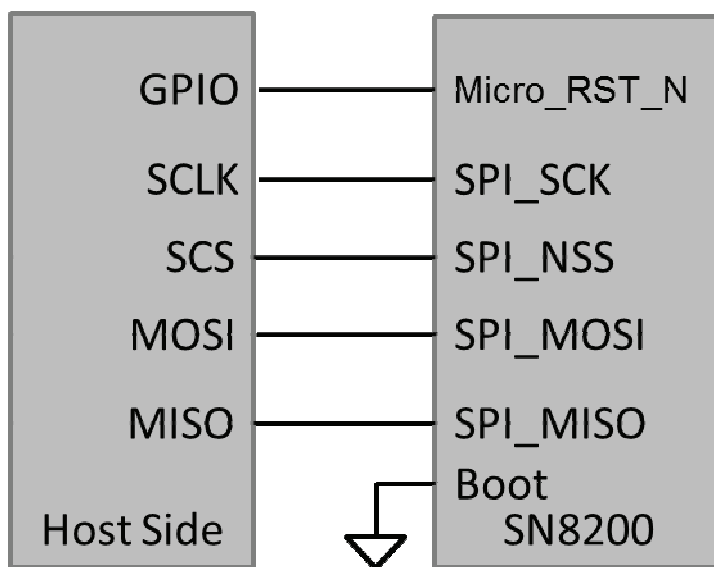 GPIO Micro_RST_N
SCLK SPI_SCK
SCS SPI_NSS
MOSI SPI_MOSI
MISO SPI_MISO
Boot
Host Side SN8200